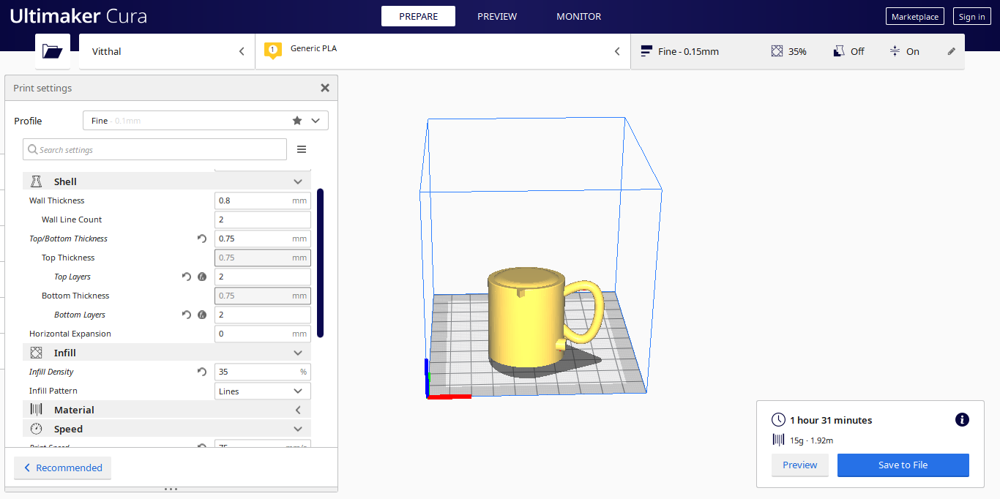 Ultimaker Cura
PREPARE
PREVIEW
MONITOR
Marketplace
Sign in
Vitthal
1
Generic PLA
Fine - 0.15mm
35%
Off
On
Print settings
Profile
Fine - 0.1mm
Search settings
Shell
Wall Thickness 0.8 mm
Wall Line Count 2
Top/Bottom Thickness 0.75 mm
Top Thickness 0.75 mm
Top Layers 2
Bottom Thickness 0.75 mm
Bottom Layers 2
Horizontal Expansion 0 mm
Infill
Infill Density 35 %
Infill Pattern Lines
Material
Speed
Print Speed 75 mm/s
Recommended
1 hour 31 minutes
15g · 1.92m
Preview
Save to File